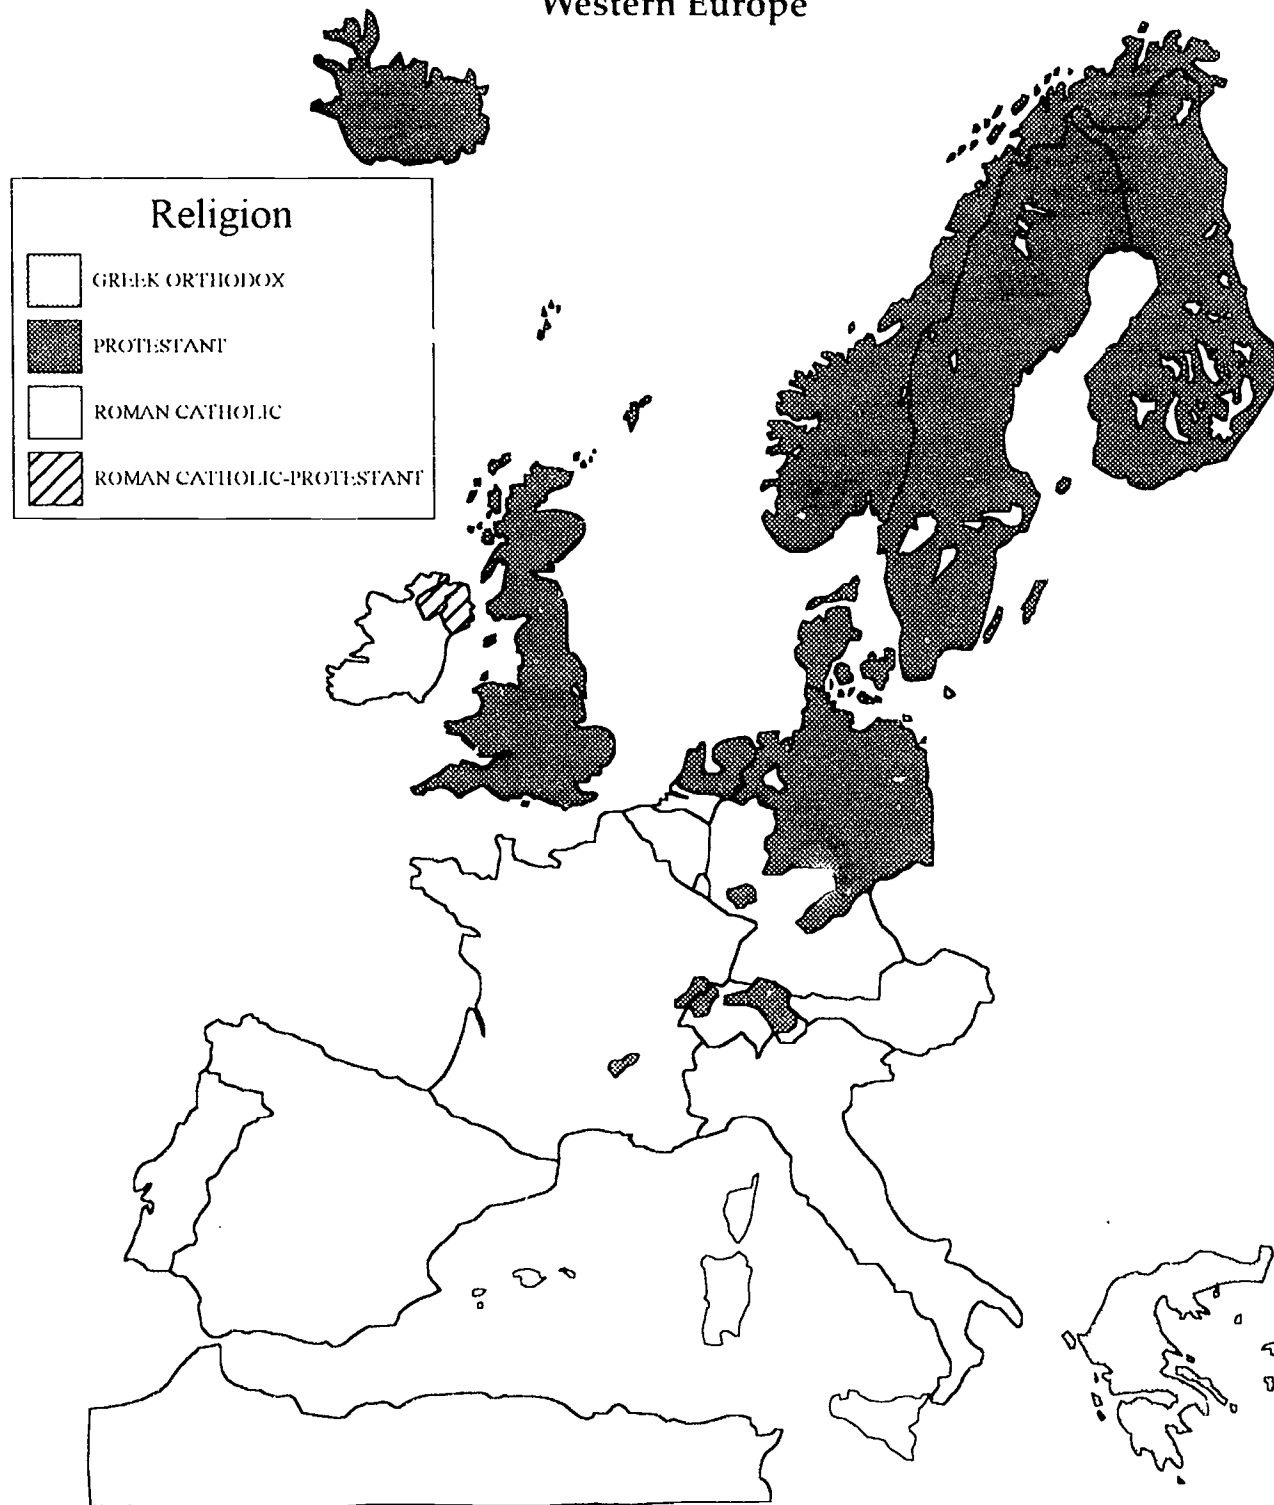 Western Europe
Religion
GREEK ORTHODOX
PROTESTANT
ROMAN CATHOLIC
ROMAN CATHOLIC-PROTESTANT